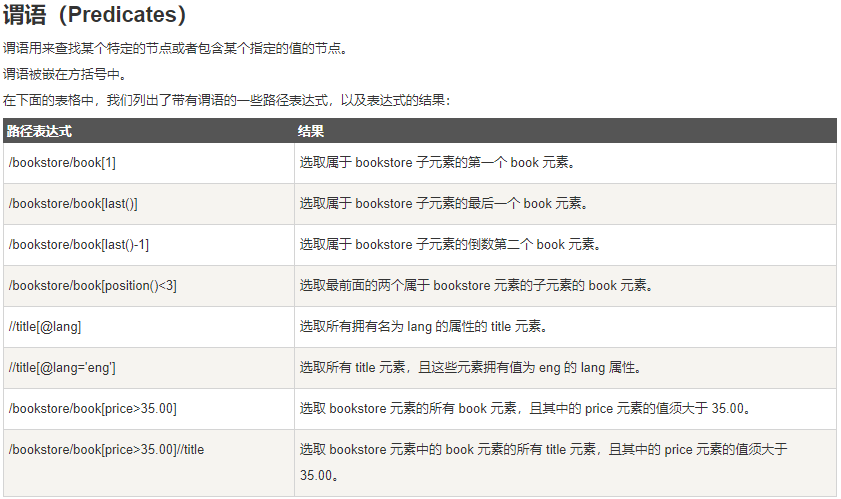 谓语（Predicates）
谓语用来查找某个特定的节点或者包含某个指定的值的节点。
谓语被嵌在方括号中。
在下面的表格中，我们列出了带有谓语的一些路径表达式，以及表达式的结果：
路径表达式 结果
/bookstore/book[1] 选取属于 bookstore 子元素的第一个 book 元素。
/bookstore/book[last()] 选取属于 bookstore 子元素的最后一个 book 元素。
/bookstore/book[last()-1] 选取属于 bookstore 子元素的倒数第二个 book 元素。
/bookstore/book[position()<3] 选取最前面的两个属于 bookstore 元素的子元素的 book 元素。
//title[@lang] 选取所有拥有名为 lang 的属性的 title 元素。
//title[@lang='eng'] 选取所有 title 元素，且这些元素拥有值为 eng 的 lang 属性。
/bookstore/book[price>35.00] 选取 bookstore 元素的所有 book 元素，且其中的 price 元素的值须大于 35.00。
/bookstore/book[price>35.00]//title 选取 bookstore 元素中的 book 元素的所有 title 元素，且其中的 price 元素的值须大于
35.00。